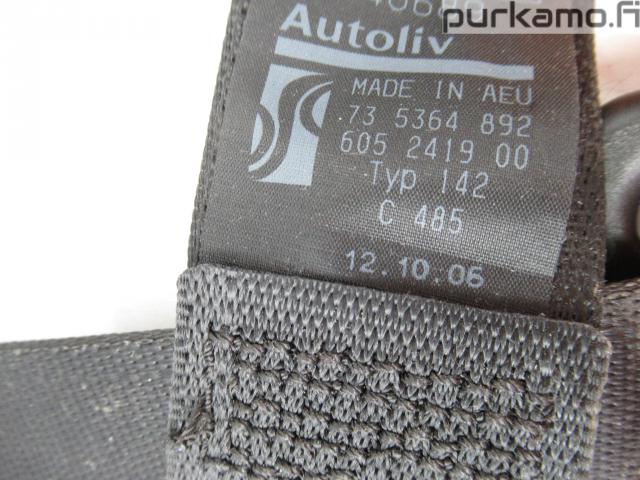 purkamo.fi
Autoliv
MADE IN AEU
73 5364 892
605 2419 00
Typ 142
C 485
12.10.06